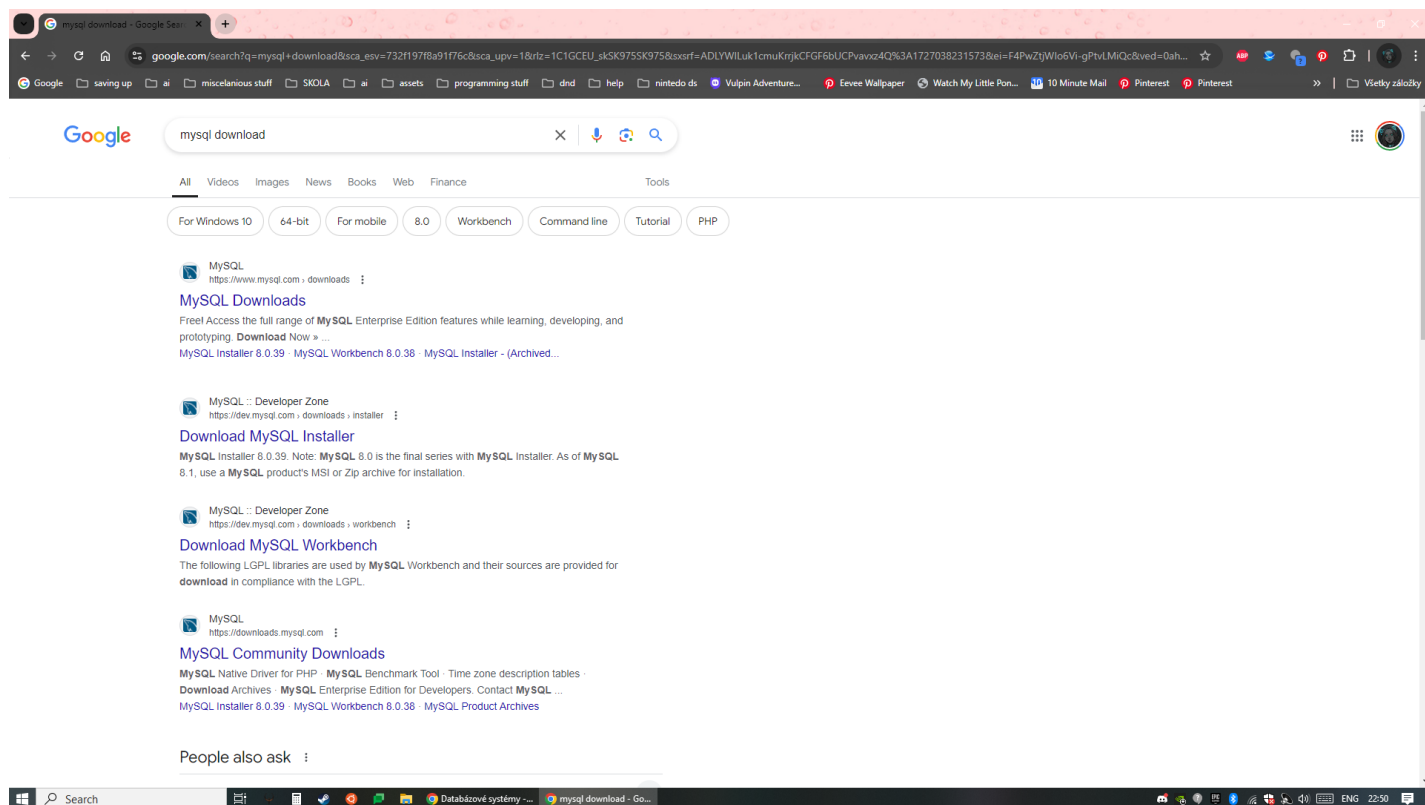 mysql download - Google Sear
google.com/search?q=mysql+download&sca_esv=732f197f8a91f76c&sca_upv=1&rlz=1C1GCEU_skSK975SK975&sxsrf=ADLYWILuk1cmuKrrjkCFGF6bUCPvavxz4Q%3A1727038231573&ei=F4PwZtjWIo6Vi-gPtvLMiQc&ved=0ah...
Google saving up ai miscelanious stuff SKOLA ai assets programming stuff dnd help nintedo ds Vulpin Adventure... Eevee Wallpaper Watch My Little Pon... 10 Minute Mail Pinterest Pinterest » Všetky záložky
Google mysql download
All Videos Images News Books Web Finance Tools
For Windows 10 64-bit For mobile 8.0 Workbench Command line Tutorial PHP
MySQL
https://www.mysql.com › downloads
MySQL Downloads
Free! Access the full range of MySQL Enterprise Edition features while learning, developing, and
prototyping. Download Now » ...
MySQL Installer 8.0.39 · MySQL Workbench 8.0.38 · MySQL Installer - (Archived...
MySQL :: Developer Zone
https://dev.mysql.com › downloads › installer
Download MySQL Installer
MySQL Installer 8.0.39. Note: MySQL 8.0 is the final series with MySQL Installer. As of MySQL
8.1, use a MySQL product's MSI or Zip archive for installation.
MySQL :: Developer Zone
https://dev.mysql.com › downloads › workbench
Download MySQL Workbench
The following LGPL libraries are used by MySQL Workbench and their sources are provided for
download in compliance with the LGPL.
MySQL
https://downloads.mysql.com
MySQL Community Downloads
MySQL Native Driver for PHP · MySQL Benchmark Tool · Time zone description tables ·
Download Archives · MySQL Enterprise Edition for Developers. Contact MySQL ...
MySQL Installer 8.0.39 · MySQL Workbench 8.0.38 · MySQL Product Archives
People also ask
Search Databázové systémy -... mysql download - Go... ENG 22:50